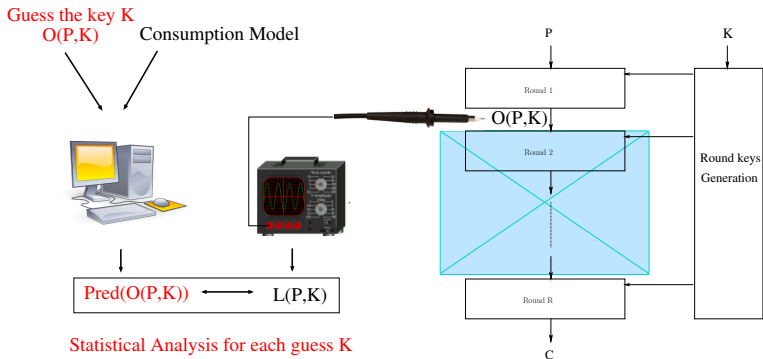 Guess the key K
O(P,K)
Consumption Model
Pred(O(P,K))
L(P,K)
Statistical Analysis for each guess K
P
K
Round 1
O(P,K)
Round 2
Round keys
Generation
Round R
C